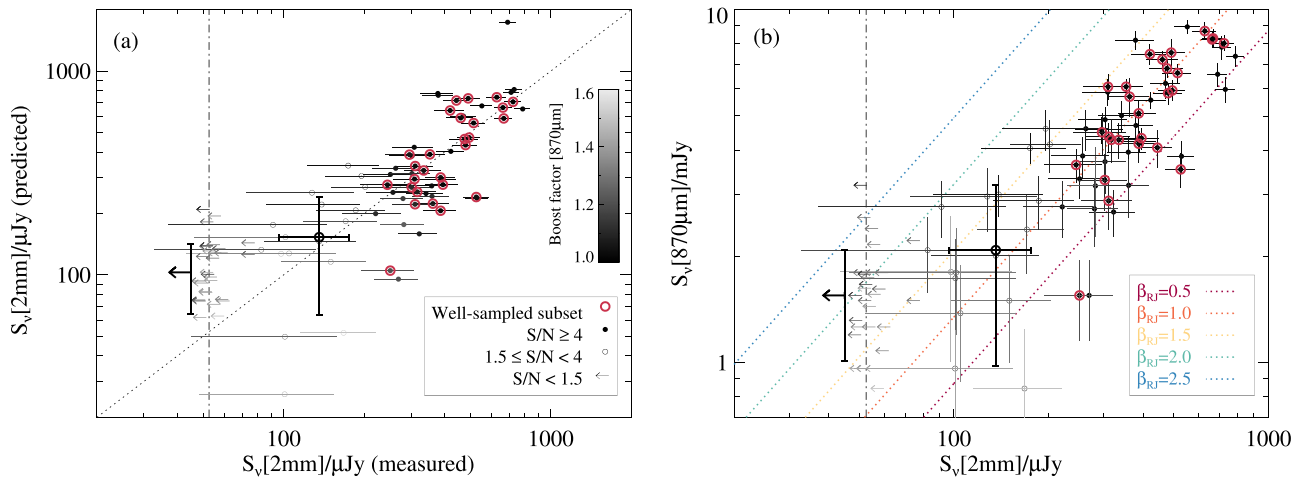 (a)
1000
100
S_ν[2mm]/μJy (predicted)
100
1000
S_ν[2mm]/μJy (measured)
Boost factor [870μm]
1.6
1.4
1.2
1.0
Well-sampled subset
S/N ≥ 4
1.5 ≤ S/N < 4
S/N < 1.5
(b)
10
1
S_ν[870μm]/mJy
100
1000
S_ν[2mm]/μJy
β_RJ=0.5
β_RJ=1.0
β_RJ=1.5
β_RJ=2.0
β_RJ=2.5